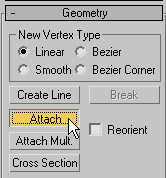 - Geometry
New Vertex Type
Linear Bezier
Smooth Bezier Corner
Create Line Break
Attach Reorient
Attach Mult.
Cross Section